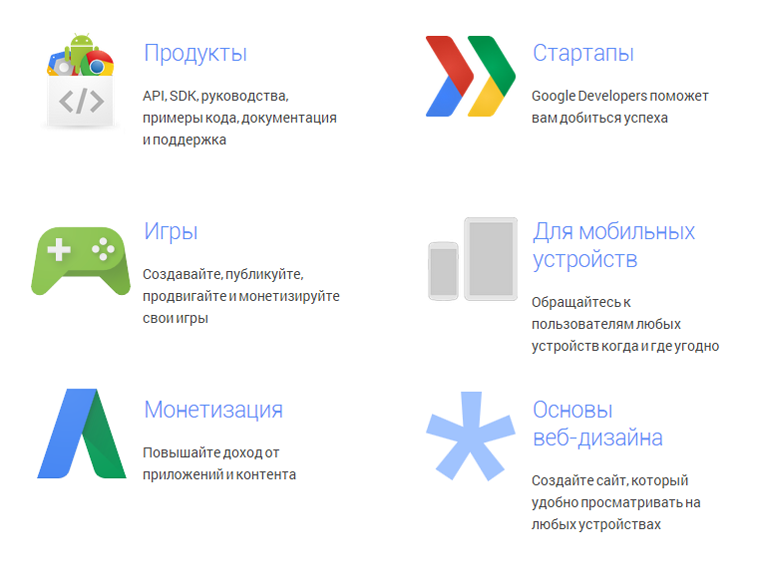 Продукты
API, SDK, руководства,
примеры кода, документация
и поддержка
Стартапы
Google Developers поможет
вам добиться успеха
Игры
Создавайте, публикуйте,
продвигайте и монетизируйте
свои игры
Для мобильных
устройств
Обращайтесь к
пользователям любых
устройств когда и где угодно
Монетизация
Повышайте доход от
приложений и контента
Основы
веб-дизайна
Создайте сайт, который
удобно просматривать на
любых устройствах